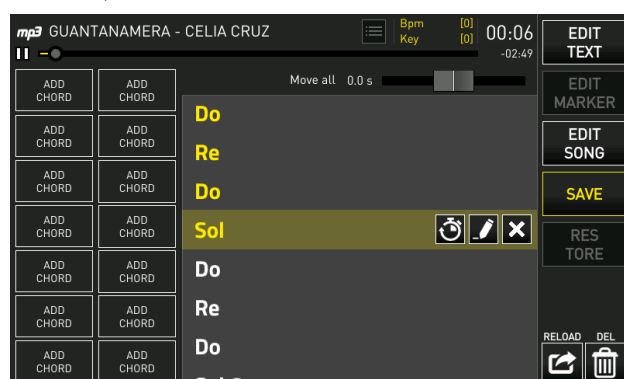 mp3 GUANTANAMERA - CELIA CRUZ
Bpm [0]
Key [0]
00:06
-02:49
EDIT
TEXT
Move all 0.0 s
EDIT
MARKER
EDIT
SONG
SAVE
RES
TORE
RELOAD DEL
ADD
CHORD
ADD
CHORD
ADD
CHORD
ADD
CHORD
ADD
CHORD
ADD
CHORD
ADD
CHORD
ADD
CHORD
ADD
CHORD
ADD
CHORD
ADD
CHORD
ADD
CHORD
ADD
CHORD
ADD
CHORD
Do
Re
Do
Sol
Do
Re
Do